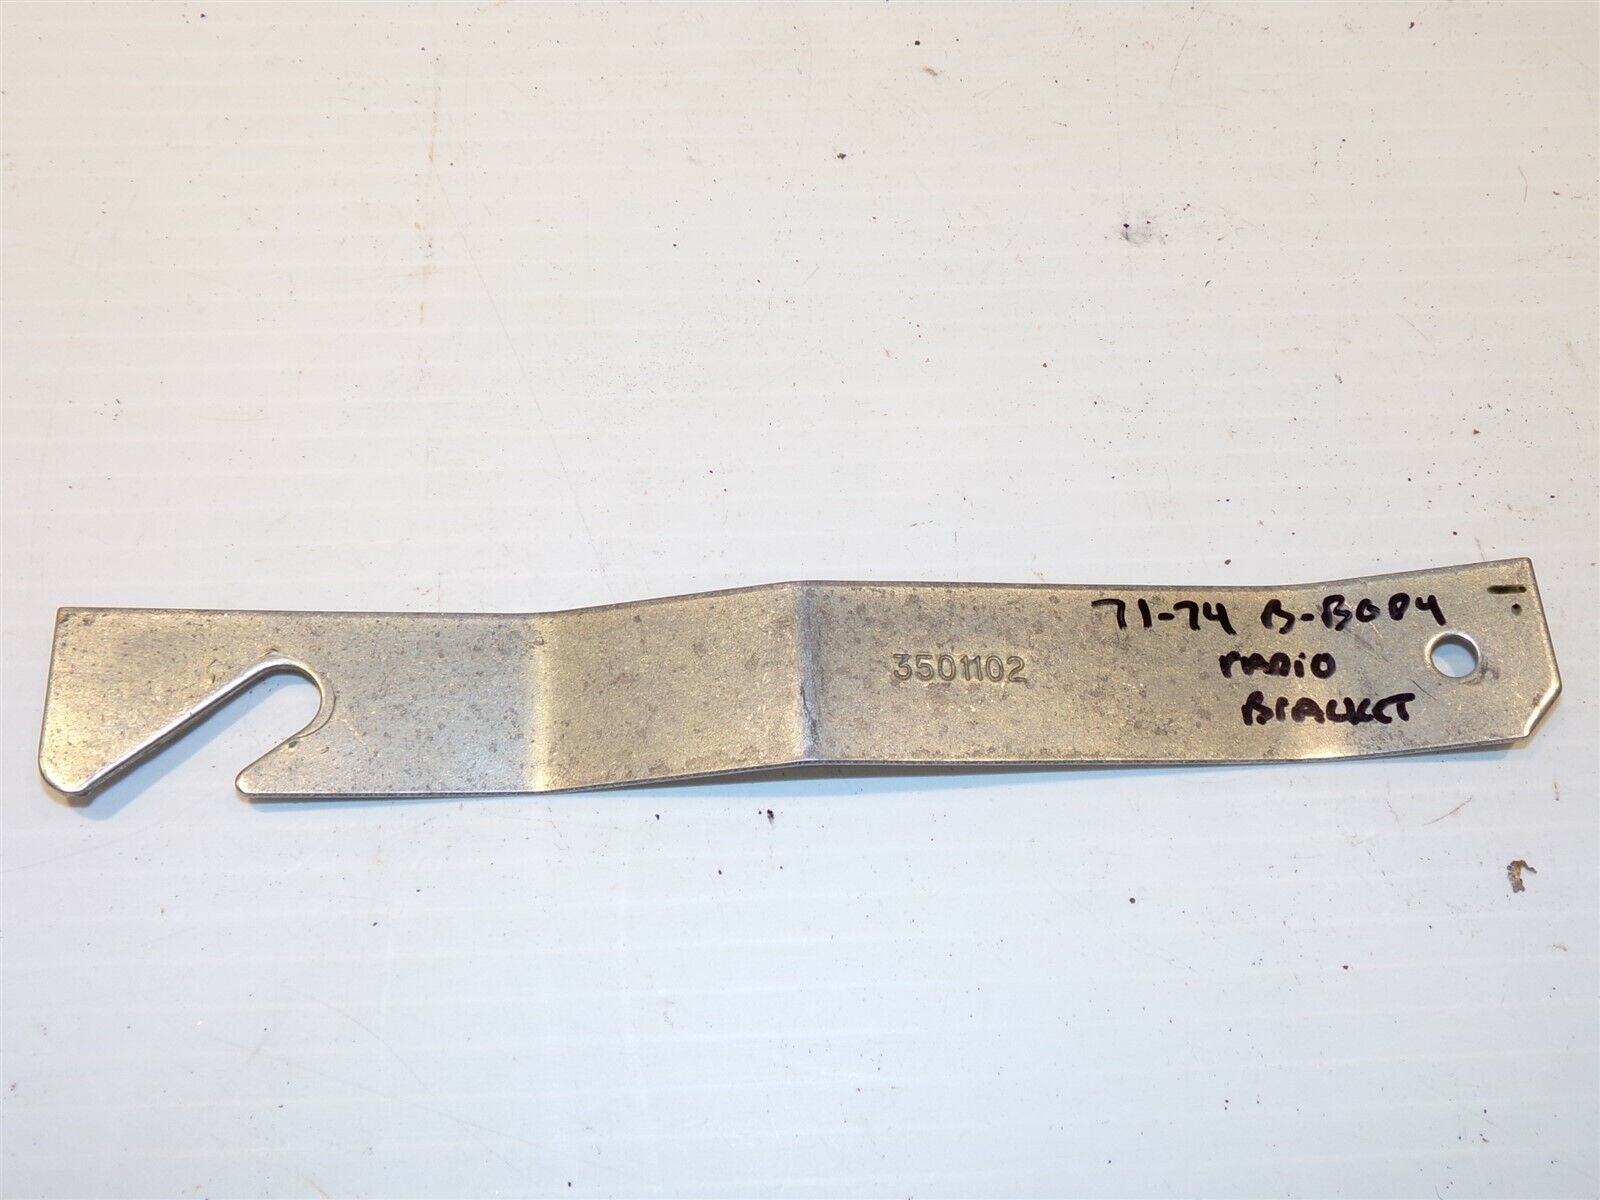 71-74 B-BODY
RADIO
BRACKET
3501102